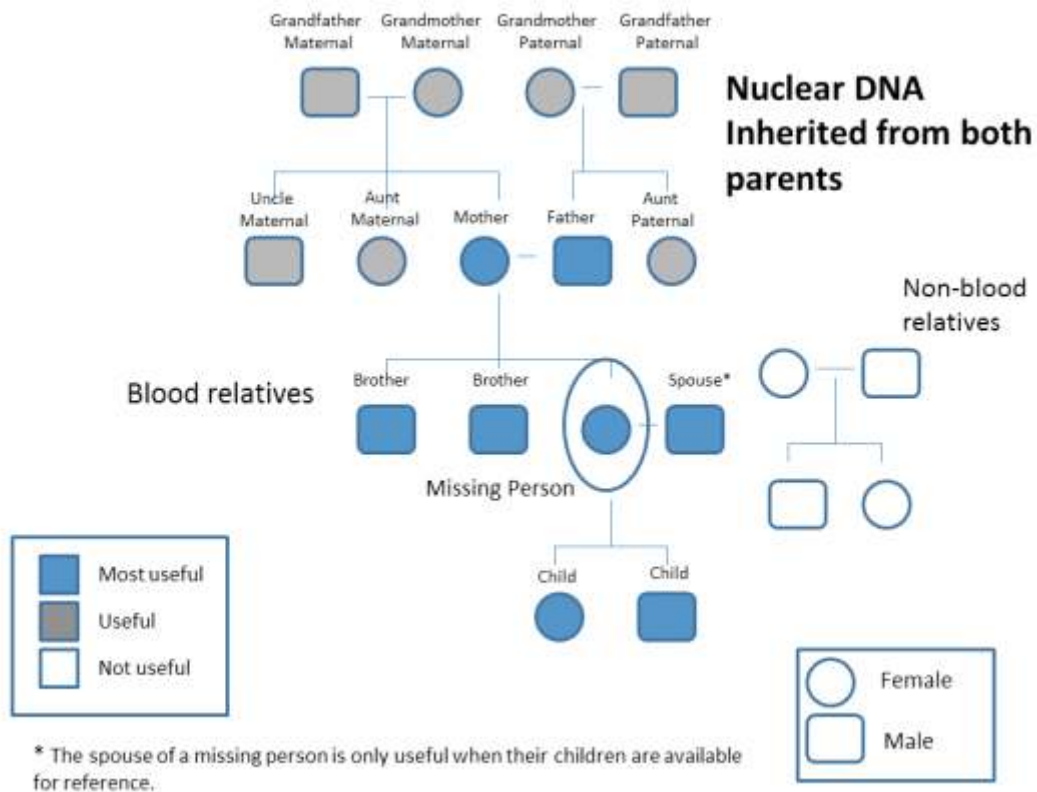 Grandfather Maternal
Grandmother Maternal
Grandmother Paternal
Grandfather Paternal
Nuclear DNA
Inherited from both
parents
Uncle Maternal
Aunt Maternal
Mother
Father
Aunt Paternal
Non-blood
relatives
Blood relatives
Brother
Brother
Spouse*
Missing Person
Child
Child
Most useful
Useful
Not useful
Female
Male
* The spouse of a missing person is only useful when their children are available
for reference.